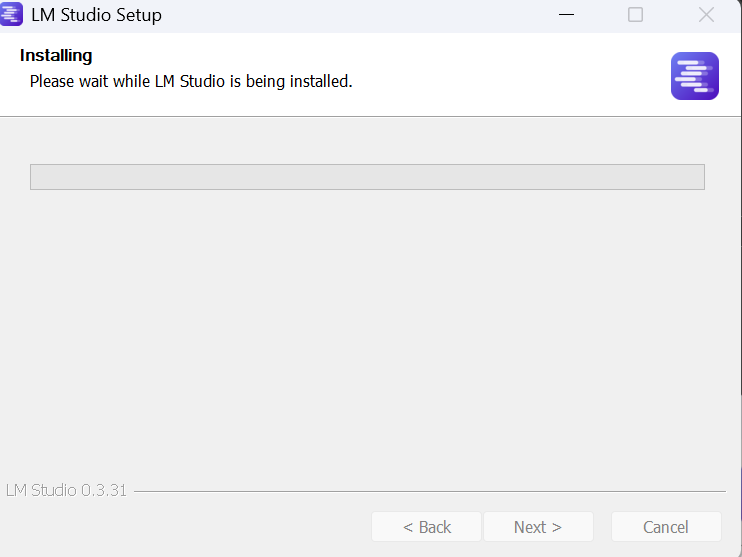 LM Studio Setup
Installing
Please wait while LM Studio is being installed.
LM Studio 0.3.31
< Back
Next >
Cancel